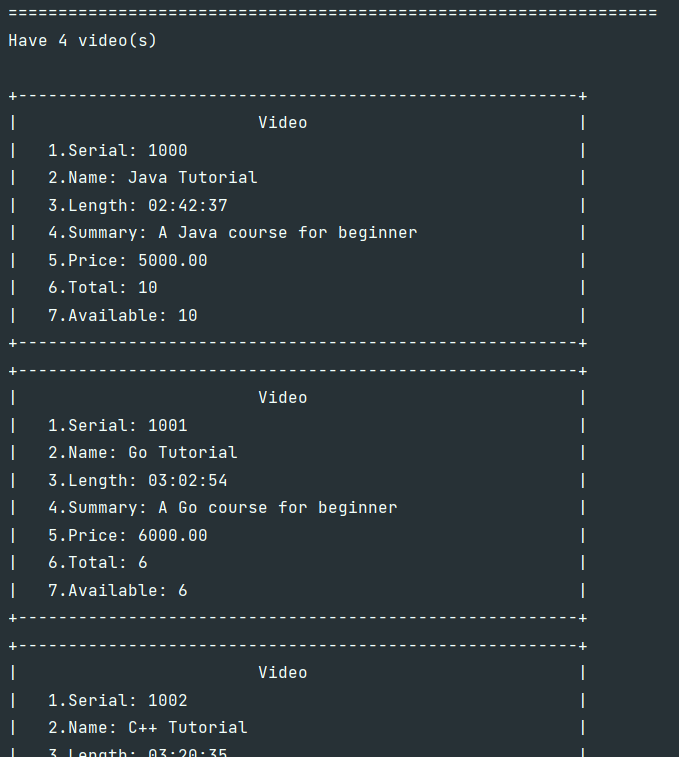 =================================================================
Have 4 video(s)
+--------------------------------------------------------+
|                        Video                           |
|   1.Serial: 1000                                       |
|   2.Name: Java Tutorial                                |
|   3.Length: 02:42:37                                   |
|   4.Summary: A Java course for beginner                |
|   5.Price: 5000.00                                     |
|   6.Total: 10                                          |
|   7.Available: 10                                      |
+--------------------------------------------------------+
+--------------------------------------------------------+
|                        Video                           |
|   1.Serial: 1001                                       |
|   2.Name: Go Tutorial                                  |
|   3.Length: 03:02:54                                   |
|   4.Summary: A Go course for beginner                  |
|   5.Price: 6000.00                                     |
|   6.Total: 6                                           |
|   7.Available: 6                                       |
+--------------------------------------------------------+
+--------------------------------------------------------+
|                        Video                           |
|   1.Serial: 1002                                       |
|   2.Name: C++ Tutorial                                 |
|   3.Length: 03:20:35                                   |